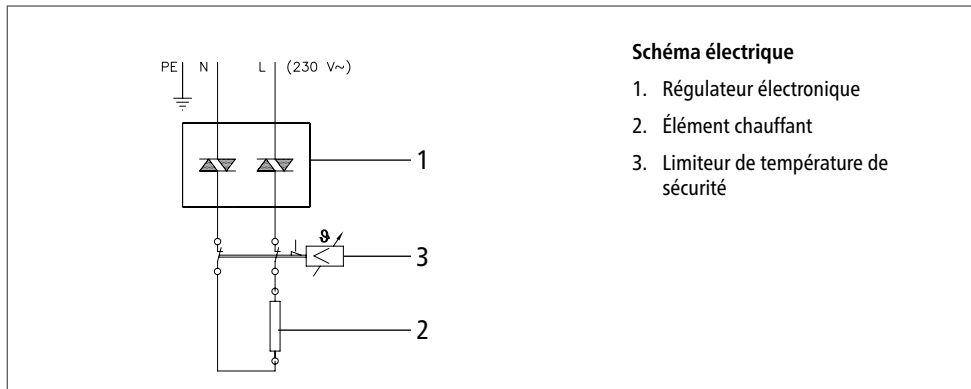 PE N L (230 V~)
1
ϑ
3
2
Schéma électrique
1. Régulateur électronique
2. Élément chauffant
3. Limiteur de température de
sécurité